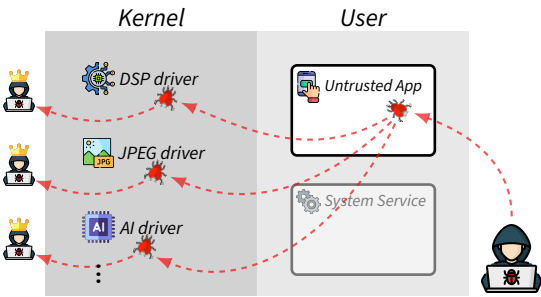 Kernel
User
DSP driver
Untrusted App
JPEG driver
JPG
System Service
AI
AI driver